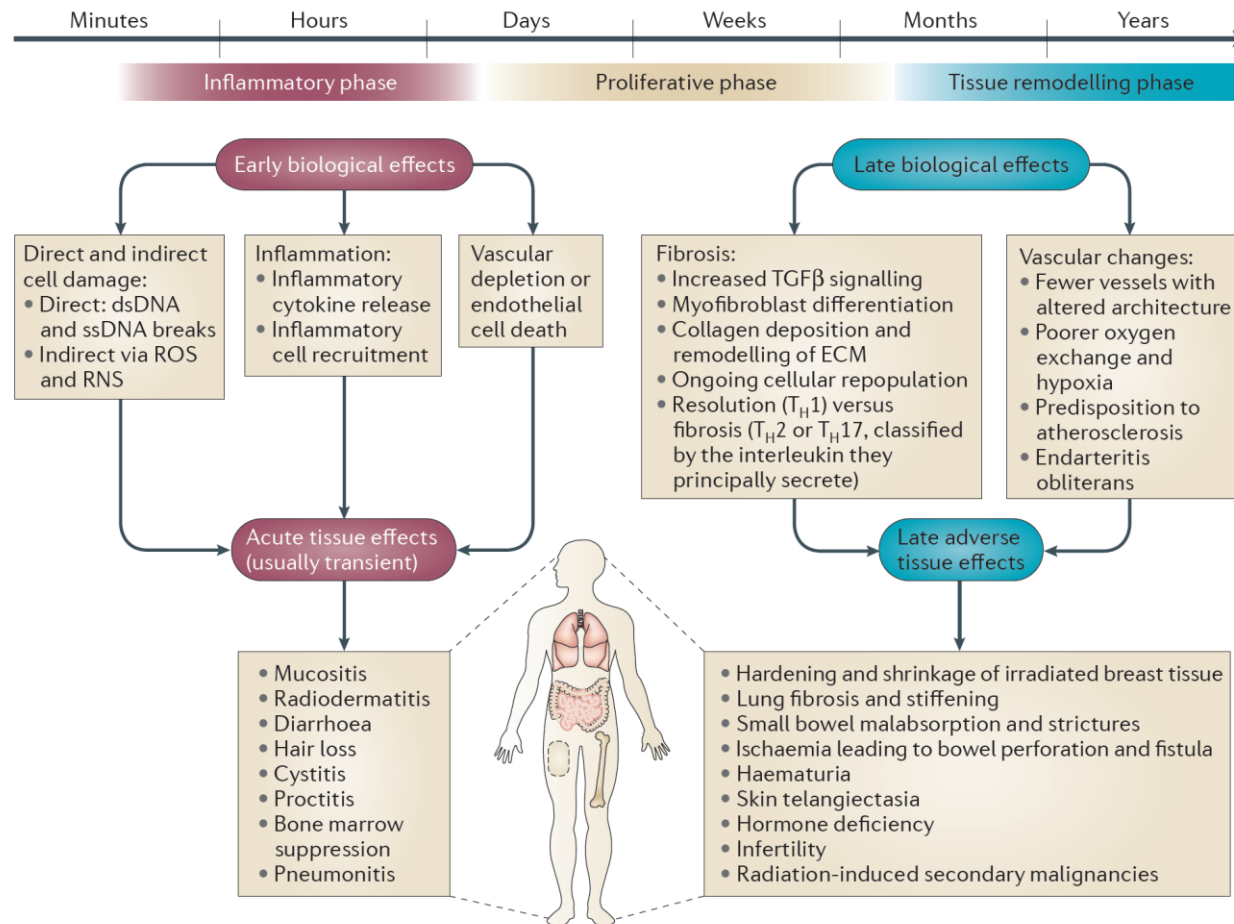 Minutes Hours Days Weeks Months Years
Inflammatory phase Proliferative phase Tissue remodelling phase
Early biological effects
Direct and indirect
cell damage:
• Direct: dsDNA
and ssDNA breaks
• Indirect via ROS
and RNS
Inflammation:
• Inflammatory
cytokine release
• Inflammatory
cell recruitment
Vascular
depletion or
endothelial
cell death
Acute tissue effects
(usually transient)
• Mucositis
• Radiodermatitis
• Diarrhoea
• Hair loss
• Cystitis
• Proctitis
• Bone marrow
suppression
• Pneumonitis
Late biological effects
Fibrosis:
• Increased TGFβ signalling
• Myofibroblast differentiation
• Collagen deposition and
remodelling of ECM
• Ongoing cellular repopulation
• Resolution (TH1) versus
fibrosis (TH2 or TH17, classified
by the interleukin they
principally secrete)
Vascular changes:
• Fewer vessels with
altered architecture
• Poorer oxygen
exchange and
hypoxia
• Predisposition to
atherosclerosis
• Endarteritis
obliterans
Late adverse
tissue effects
• Hardening and shrinkage of irradiated breast tissue
• Lung fibrosis and stiffening
• Small bowel malabsorption and strictures
• Ischaemia leading to bowel perforation and fistula
• Haematuria
• Skin telangiectasia
• Hormone deficiency
• Infertility
• Radiation-induced secondary malignancies